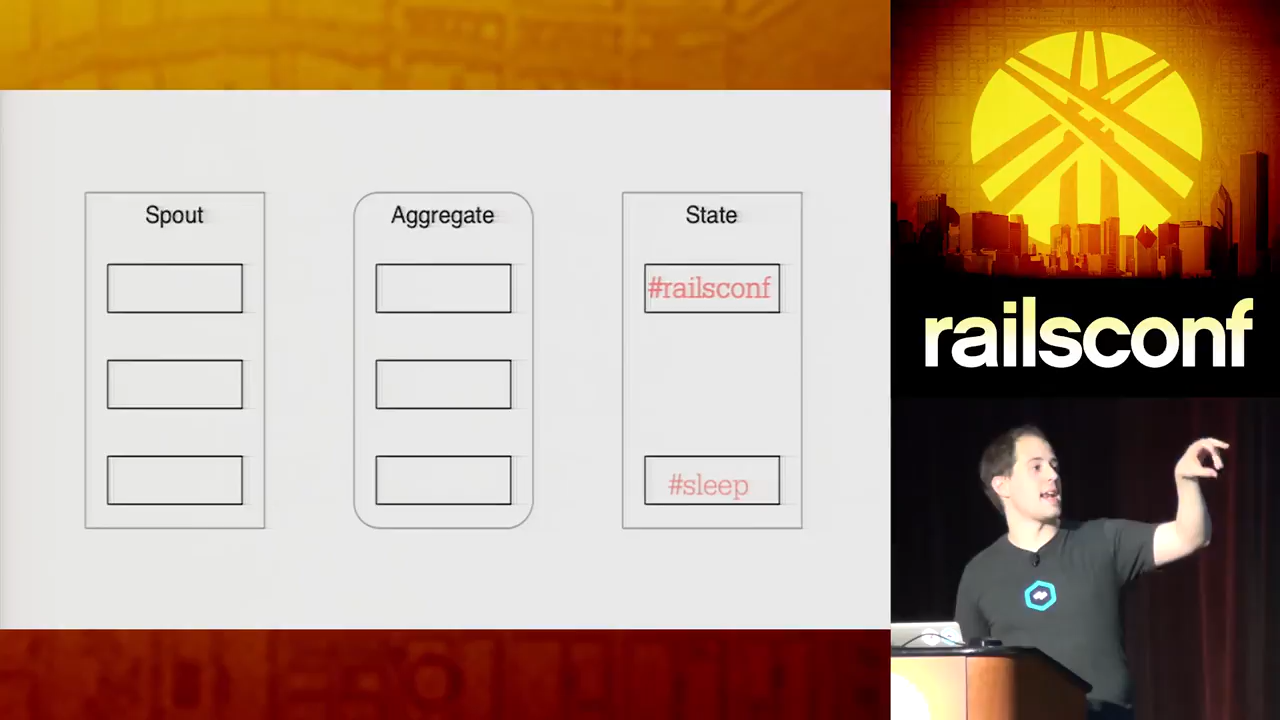 Spout
Aggregate
State
#railsconf
#sleep
railsconf